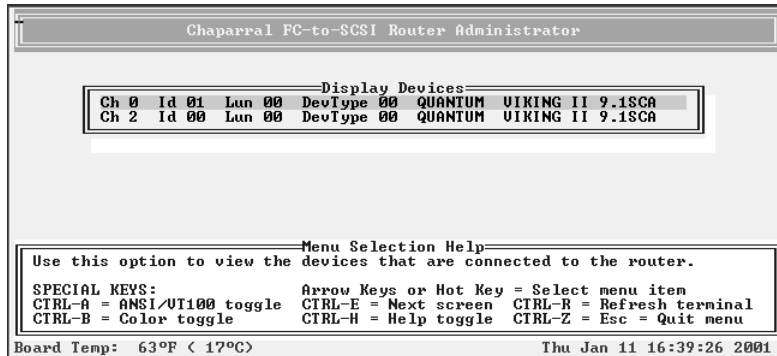 Chaparral FC-to-SCSI Router Administrator
Display Devices
Ch 0 Id 01 Lun 00 DevType 00 QUANTUM VIKING II 9.1SCA
Ch 2 Id 00 Lun 00 DevType 00 QUANTUM VIKING II 9.1SCA
Menu Selection Help
Use this option to view the devices that are connected to the router.
SPECIAL KEYS: Arrow Keys or Hot Key = Select menu item
CTRL-A = ANSI/VT100 toggle CTRL-E = Next screen CTRL-R = Refresh terminal
CTRL-B = Color toggle CTRL-H = Help toggle CTRL-Z = Esc = Quit menu
Board Temp: 63ºF ( 17ºC) Thu Jan 11 16:39:26 2001